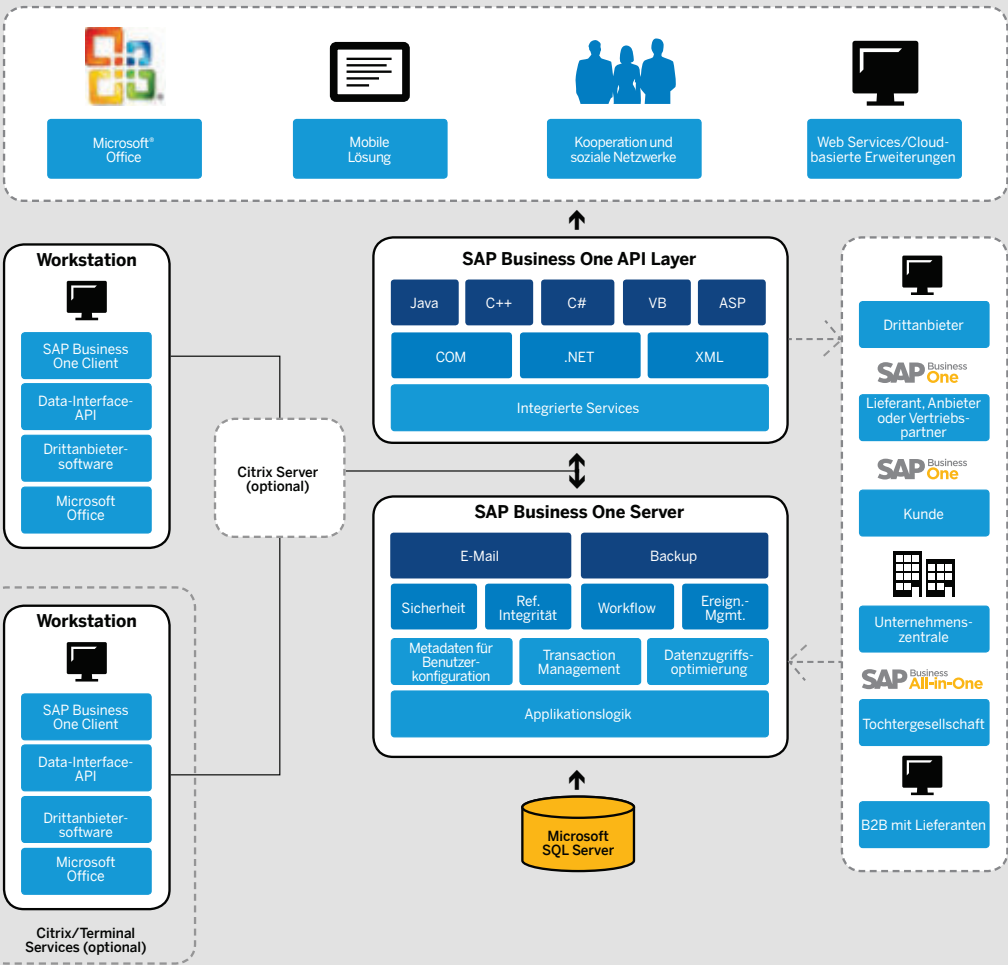 Microsoft®
Office
Mobile
Lösung
Kooperation und
soziale Netzwerke
Web Services/Cloud-
basierte Erweiterungen
Workstation
SAP Business
One Client
Data-Interface-
API
Drittanbieter-
software
Microsoft
Office
Citrix Server
(optional)
Workstation
SAP Business
One Client
Data-Interface-
API
Drittanbieter-
software
Microsoft
Office
Citrix/Terminal
Services (optional)
SAP Business One API Layer
Java
C++
C#
VB
ASP
COM
.NET
XML
Integrierte Services
SAP Business One Server
E-Mail
Backup
Sicherheit
Ref.
Integrität
Workflow
Ereign.-
Mgmt.
Metadaten für
Benutzer-
konfiguration
Transaction
Management
Datenzugriffs-
optimierung
Applikationslogik
Microsoft
SQL Server
Drittanbieter
SAP Business
One
Lieferant, Anbieter
oder Vertriebs-
partner
SAP Business
One
Kunde
Unternehmens-
zentrale
SAP Business
All-in-One
Tochtergesellschaft
B2B mit Lieferanten